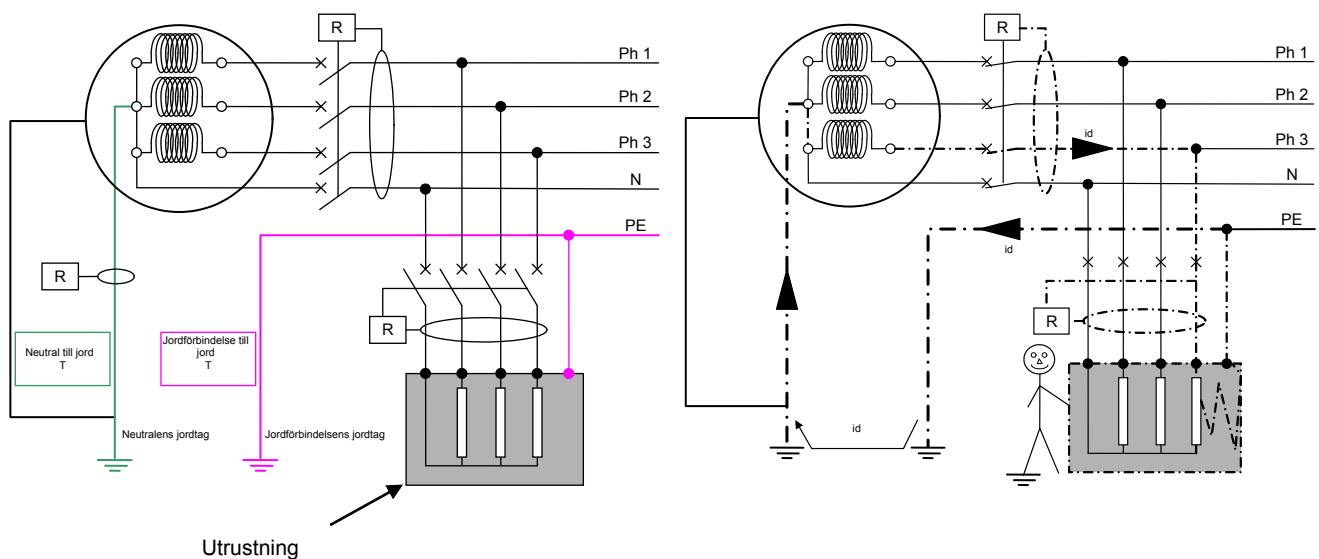 R
Ph 1
Ph 2
Ph 3
N
PE
R
R
Neutral till jord
T
Jordförbindelse till
jord
T
Neutralens jordtag
Jordförbindelsens jordtag
Utrustning
R
Ph 1
Ph 2
id
Ph 3
N
PE
id
R
id